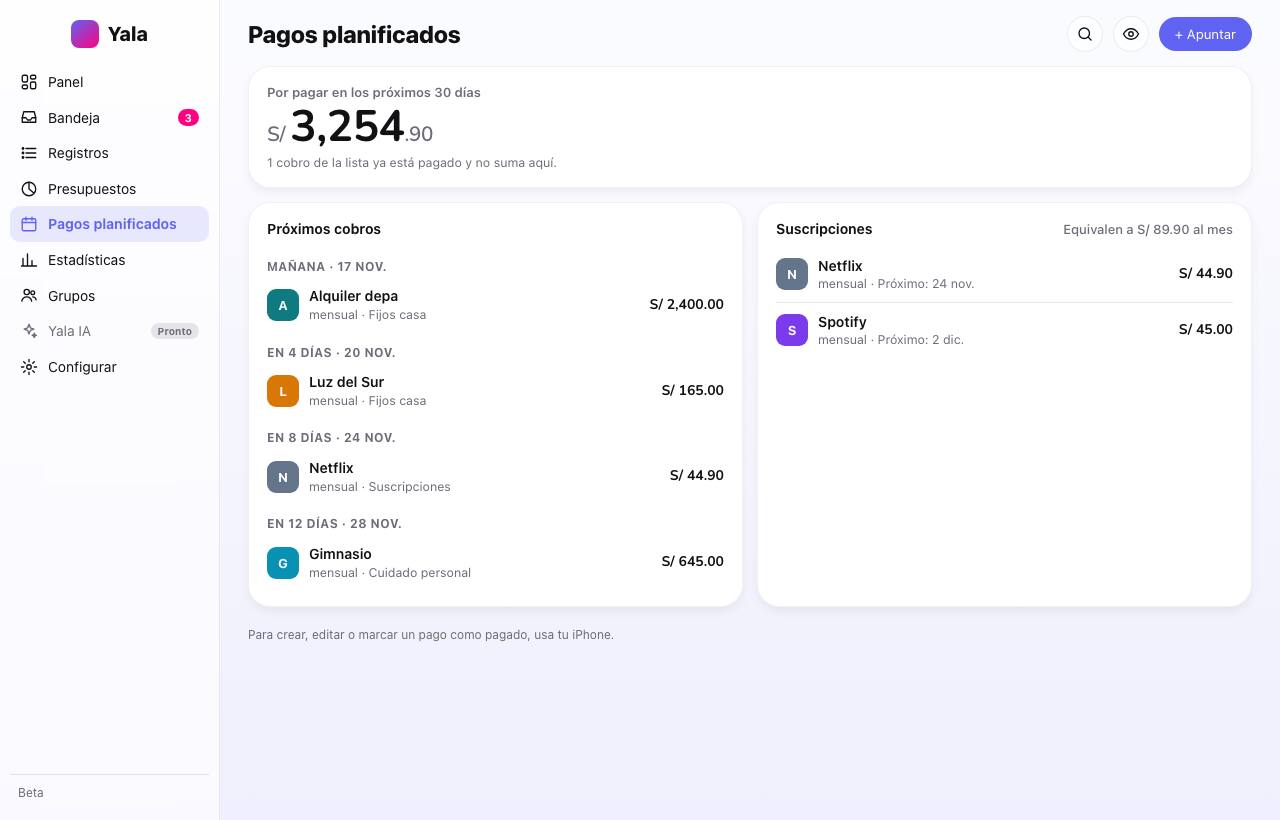 Yala
Panel
Bandeja 3
Registros
Presupuestos
Pagos planificados
Estadísticas
Grupos
Yala IA Pronto
Configurar
Beta
Pagos planificados
+ Apuntar
Por pagar en los próximos 30 días
S/ 3,254.90
1 cobro de la lista ya está pagado y no suma aquí.
Próximos cobros
MAÑANA · 17 NOV.
A Alquiler depa S/ 2,400.00
mensual · Fijos casa
EN 4 DÍAS · 20 NOV.
L Luz del Sur S/ 165.00
mensual · Fijos casa
EN 8 DÍAS · 24 NOV.
N Netflix S/ 44.90
mensual · Suscripciones
EN 12 DÍAS · 28 NOV.
G Gimnasio S/ 645.00
mensual · Cuidado personal
Suscripciones Equivalen a S/ 89.90 al mes
N Netflix S/ 44.90
mensual · Próximo: 24 nov.
S Spotify S/ 45.00
mensual · Próximo: 2 dic.
Para crear, editar o marcar un pago como pagado, usa tu iPhone.